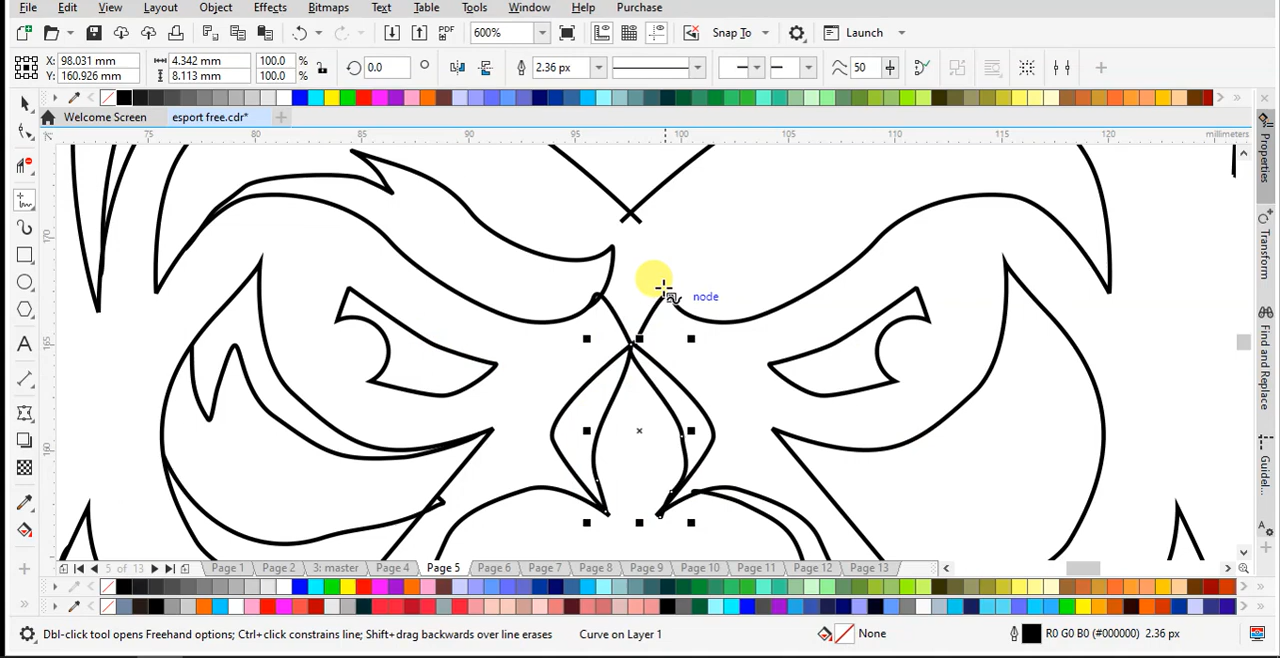 File Edit View Layout Object Effects Bitmaps Text Table Tools Window Help Purchase
PDF 600% Snap To Launch
X: 98.031 mm 4.342 mm 100.0 % 0.0 2.36 px 50
Y: 160.926 mm 8.113 mm 100.0 %
Welcome Screen esport free.cdr*
75 80 85 90 95 100 105 110 115 120 millimeters
170
165
160
node
Properties
Transform
Find and Replace
Guidel...
5 of 13 Page 1 Page 2 3: master Page 4 Page 5 Page 6 Page 7 Page 8 Page 9 Page 10 Page 11 Page 12 Page 13
Dbl-click tool opens Freehand options; Ctrl+click constrains line; Shift+drag backwards over line erases Curve on Layer 1 None R0 G0 B0 (#000000) 2.36 px